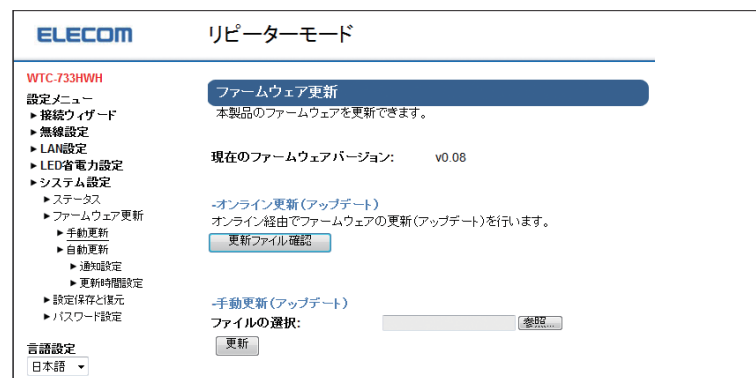 ELECOM
リピーターモード
WTC-733HWH
設定メニュー
▶接続ウィザード
▶無線設定
▶LAN設定
▶LED省電力設定
▶システム設定
▶ステータス
▶ファームウェア更新
▶手動更新
▶自動更新
▶通知設定
▶更新時間設定
▶設定保存と復元
▶パスワード設定
言語設定
日本語
ファームウェア更新
本製品のファームウェアを更新できます。
現在のファームウェアバージョン: v0.08
-オンライン更新(アップデート)
オンライン経由でファームウェアの更新(アップデート)を行います。
更新ファイル確認
-手動更新(アップデート)
ファイルの選択: 参照...
更新